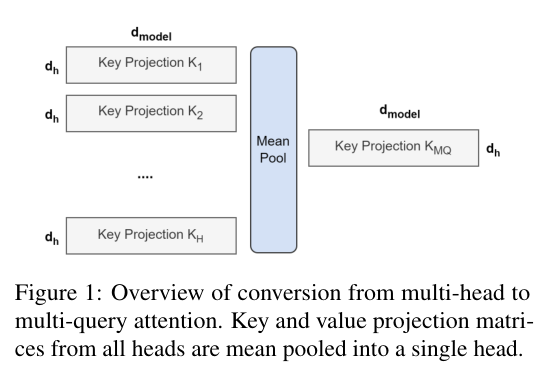 d_model
d_h Key Projection K_1
d_h Key Projection K_2
....
d_h Key Projection K_H
Mean
Pool
d_model
Key Projection K_MQ d_h
Figure 1: Overview of conversion from multi-head to
multi-query attention. Key and value projection matri-
ces from all heads are mean pooled into a single head.